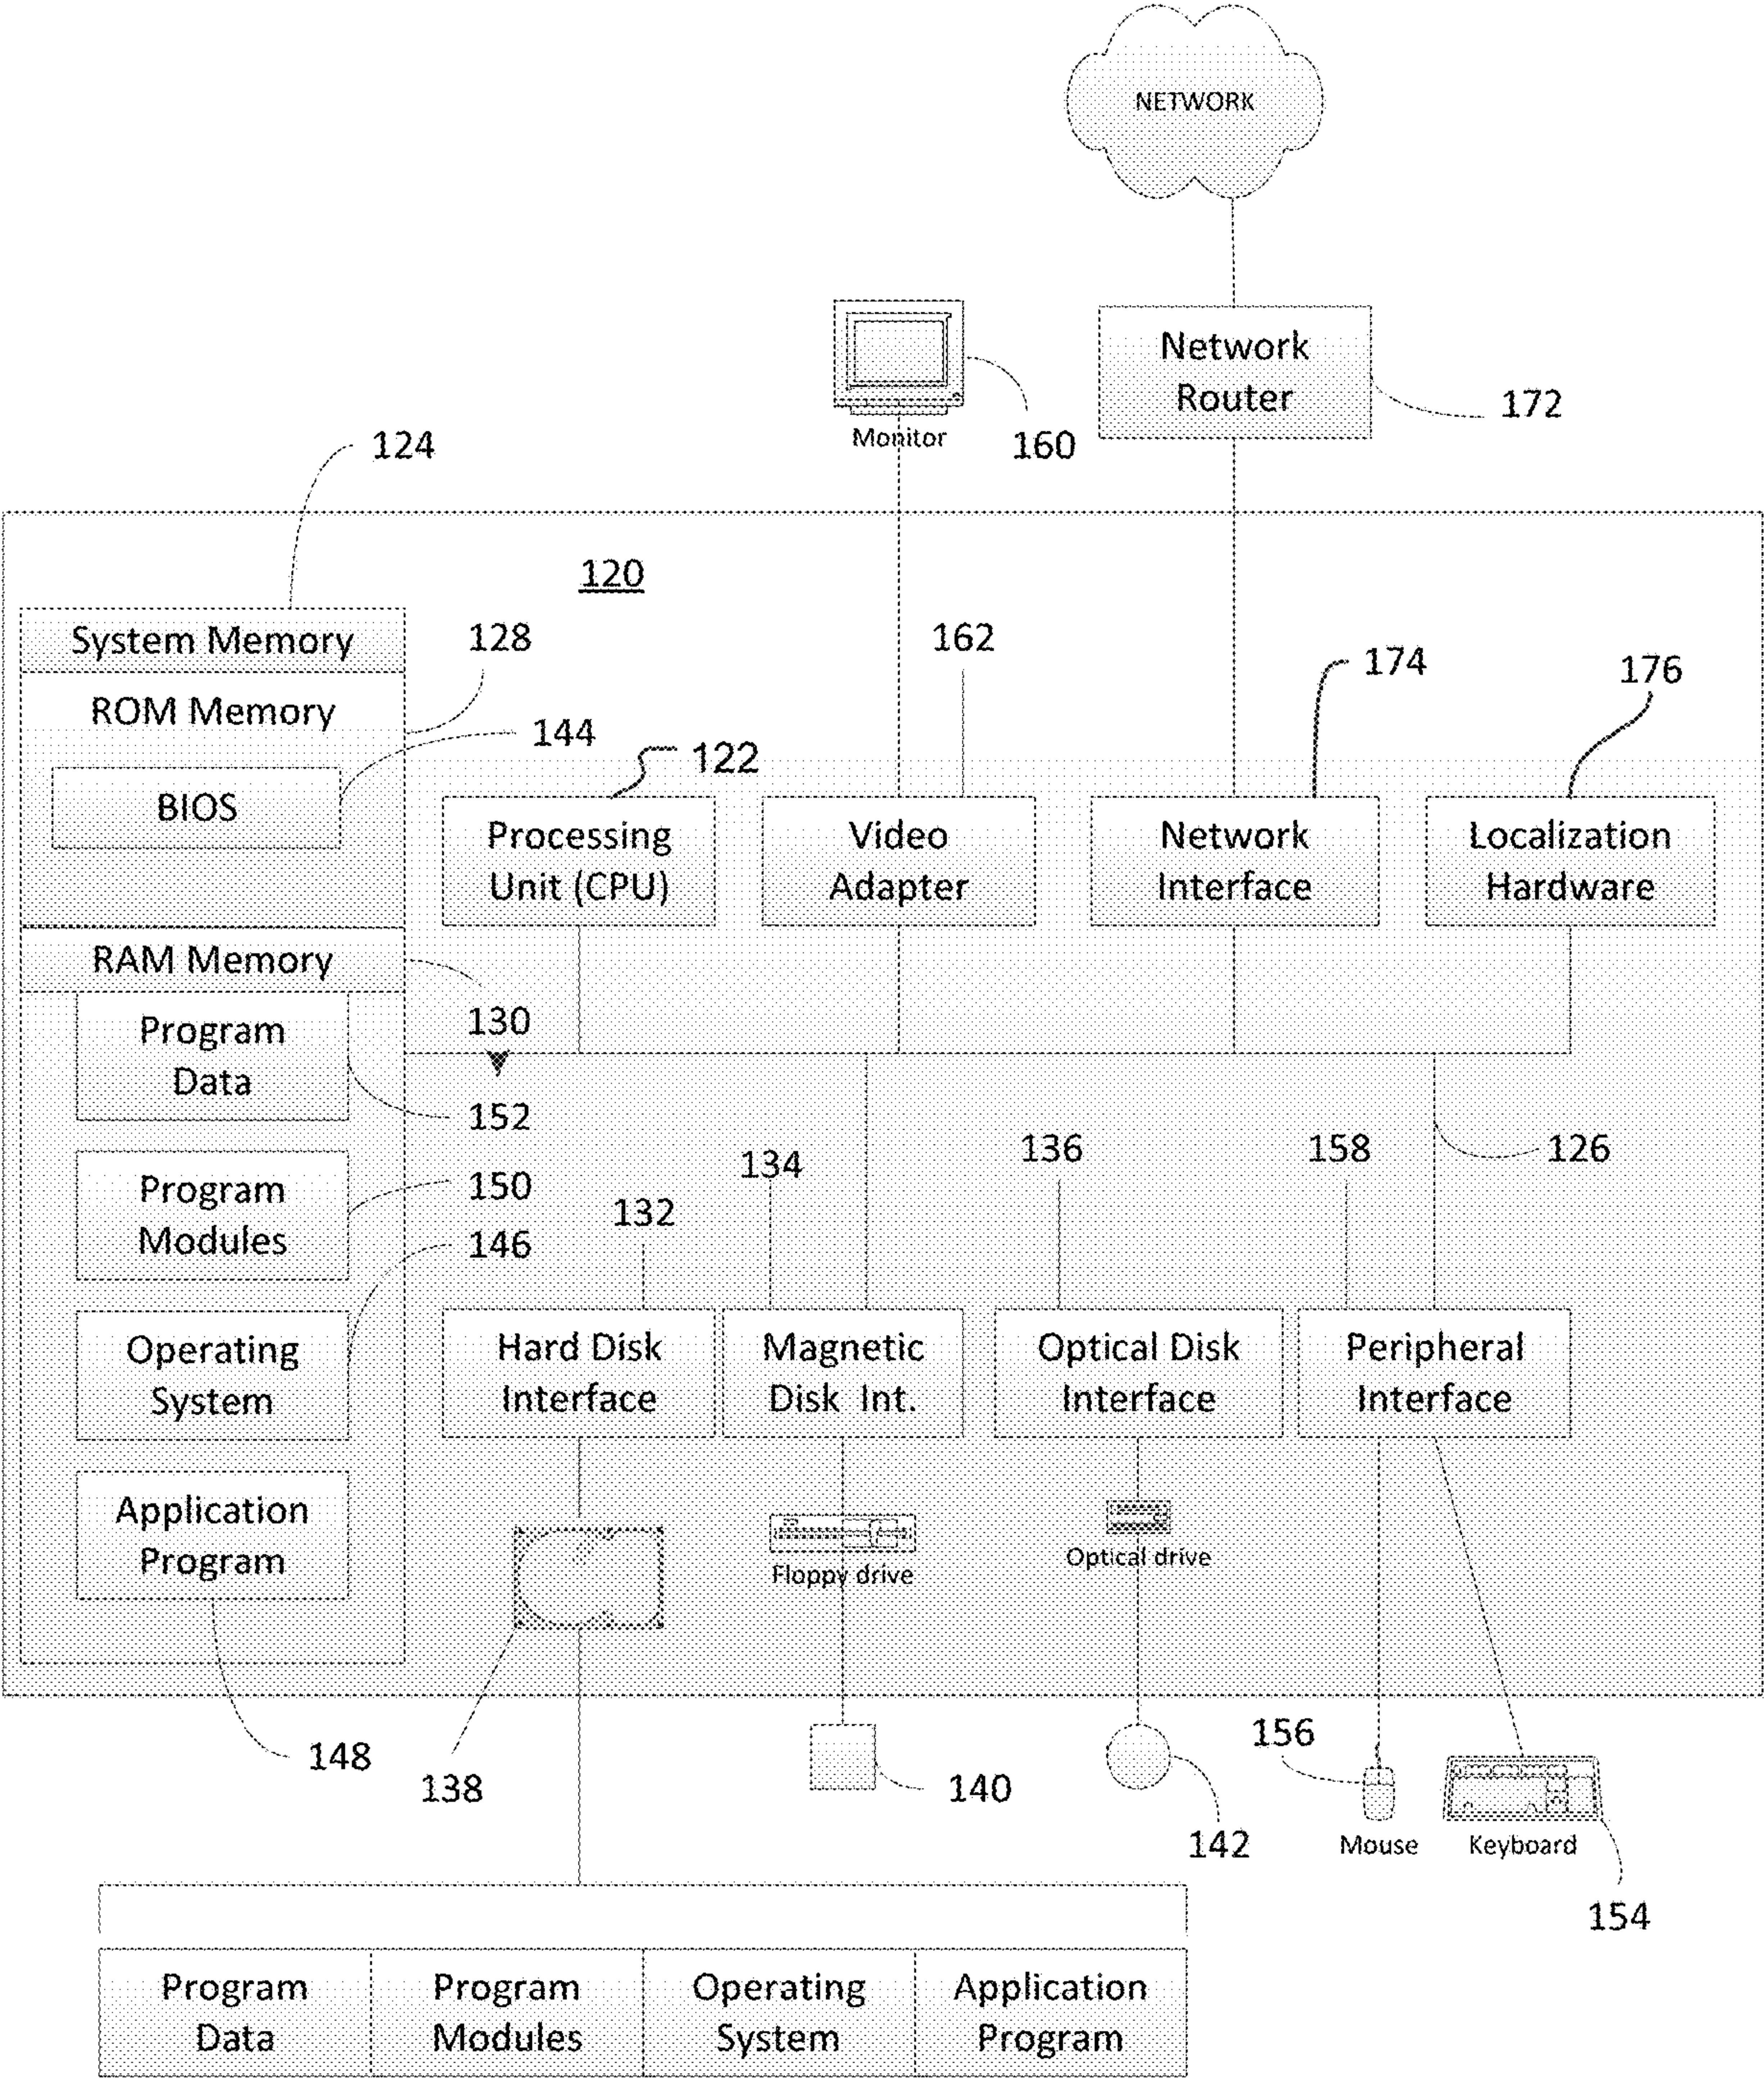 NETWORK
Network
Router
172
Monitor
160
124
120
System Memory
128
162
174
176
ROM Memory
144
122
BIOS
Processing
Unit (CPU)
Video
Adapter
Network
Interface
Localization
Hardware
RAM Memory
130
Program
Data
152
134
136
158
126
Program
Modules
150
132
146
Operating
System
Hard Disk
Interface
Magnetic
Disk Int.
Optical Disk
Interface
Peripheral
Interface
Application
Program
Floppy drive
Optical drive
148
138
140
142
156
Mouse
Keyboard
154
Program
Data
Program
Modules
Operating
System
Application
Program